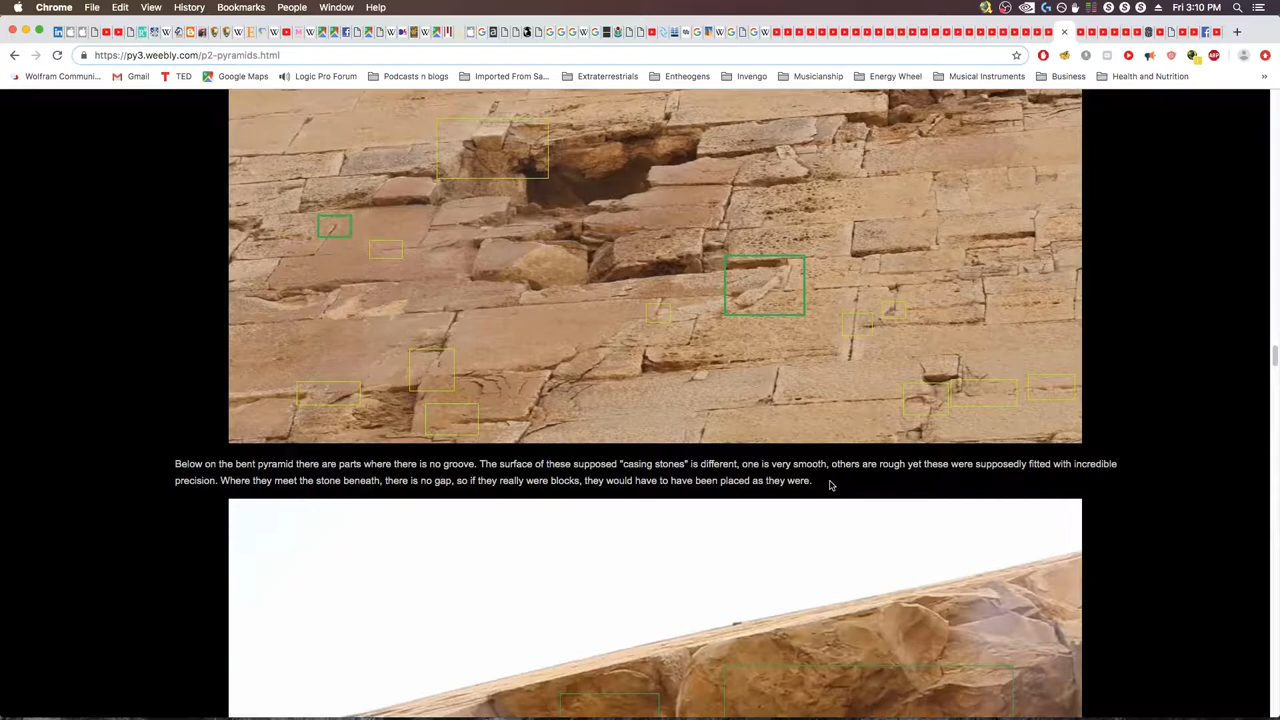 Chrome File Edit View History Bookmarks People Window Help Fri 3:10 PM
https://py3.weebly.com/p2-pyramids.html
Wolfram Communi... Gmail TED Google Maps Logic Pro Forum Podcasts n blogs Imported From Sa... Extraterrestrials Entheogens Invengo Musicianship Energy Wheel Musical Instruments Business Health and Nutrition »
Below on the bent pyramid there are parts where there is no groove. The surface of these supposed "casing stones" is different, one is very smooth, others are rough yet these were supposedly fitted with incredible
precision. Where they meet the stone beneath, there is no gap, so if they really were blocks, they would have to have been placed as they were.